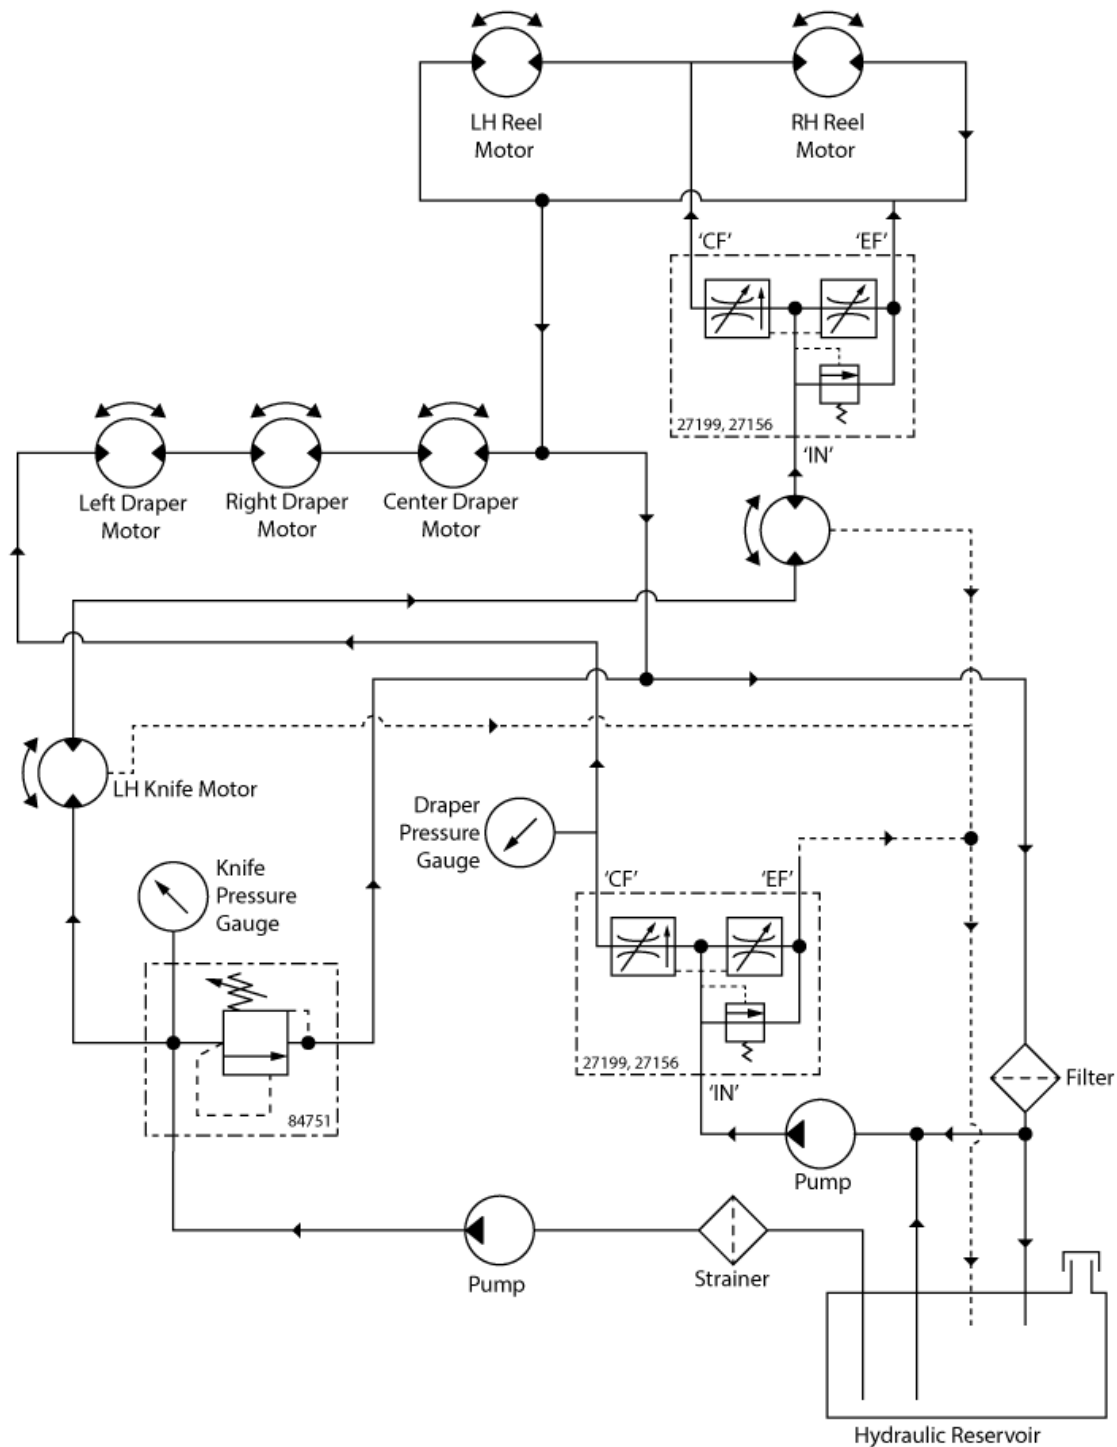 LH Reel
Motor
RH Reel
Motor
'CF'
'EF'
27199, 27156
'IN'
Left Draper
Motor
Right Draper
Motor
Center Draper
Motor
LH Knife Motor
Draper
Pressure
Gauge
Knife
Pressure
Gauge
'CF'
'EF'
27199, 27156
'IN'
84751
Filter
Pump
Pump
Strainer
Hydraulic Reservoir